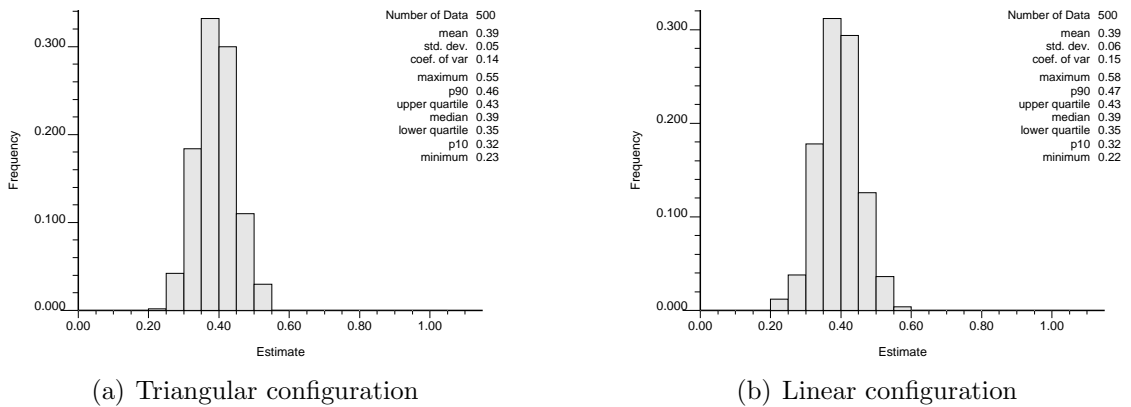 Number of Data 500
mean 0.39
std. dev. 0.05
coef. of var 0.14
maximum 0.55
p90 0.46
upper quartile 0.43
median 0.39
lower quartile 0.35
p10 0.32
minimum 0.23
0.300
0.200
0.100
0.000
Frequency
0.00 0.20 0.40 0.60 0.80 1.00
Estimate
(a) Triangular configuration
Number of Data 500
mean 0.39
std. dev. 0.06
coef. of var 0.15
maximum 0.58
p90 0.47
upper quartile 0.43
median 0.39
lower quartile 0.35
p10 0.32
minimum 0.22
0.300
0.200
0.100
0.000
Frequency
0.00 0.20 0.40 0.60 0.80 1.00
Estimate
(b) Linear configuration